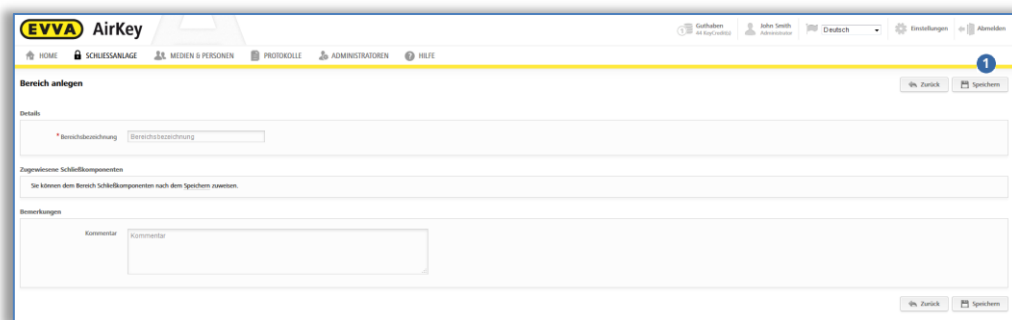 EVVA AirKey
Guthaben
44 KeyCredit(s)
John Smith
Administrator
Deutsch
Einstellungen
Abmelden
HOME SCHLIESSANLAGE MEDIEN & PERSONEN PROTOKOLLE ADMINISTRATOREN HILFE
1
Bereich anlegen
Zurück Speichern
Details
* Bereichsbezeichnung Bereichsbezeichnung
Zugewiesene Schließkomponenten
Sie können dem Bereich Schließkomponenten nach dem Speichern zuweisen.
Bemerkungen
Kommentar Kommentar
Zurück Speichern